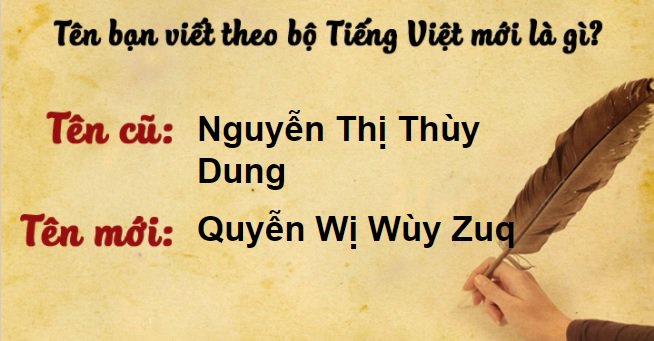 Tên bạn viết theo bộ Tiếng Việt mới là gì?
Tên cũ: Nguyễn Thị Thùy
Dung
Tên mới: Quyễn Wị Wùy Zuq